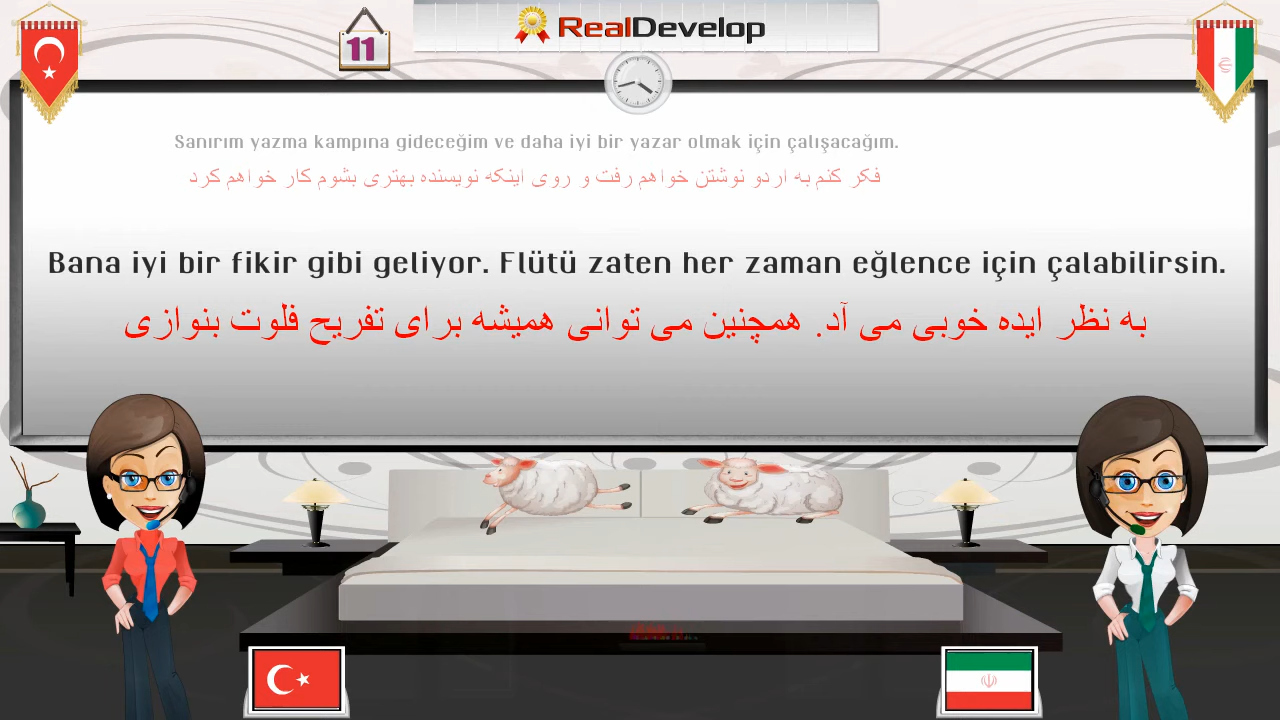 11
RealDevelop
Sanırım yazma kampına gideceğim ve daha iyi bir yazar olmak için çalışacağım.
فکر کنم به اردو نوشتن خواهم رفت و روی اینکه نویسنده بهتری بشوم کار خواهم کرد
Bana iyi bir fikir gibi geliyor. Flütü zaten her zaman eğlence için çalabilirsin.
به نظر ایده خوبی می آد. همچنین می توانی همیشه برای تفریح فلوت بنوازی